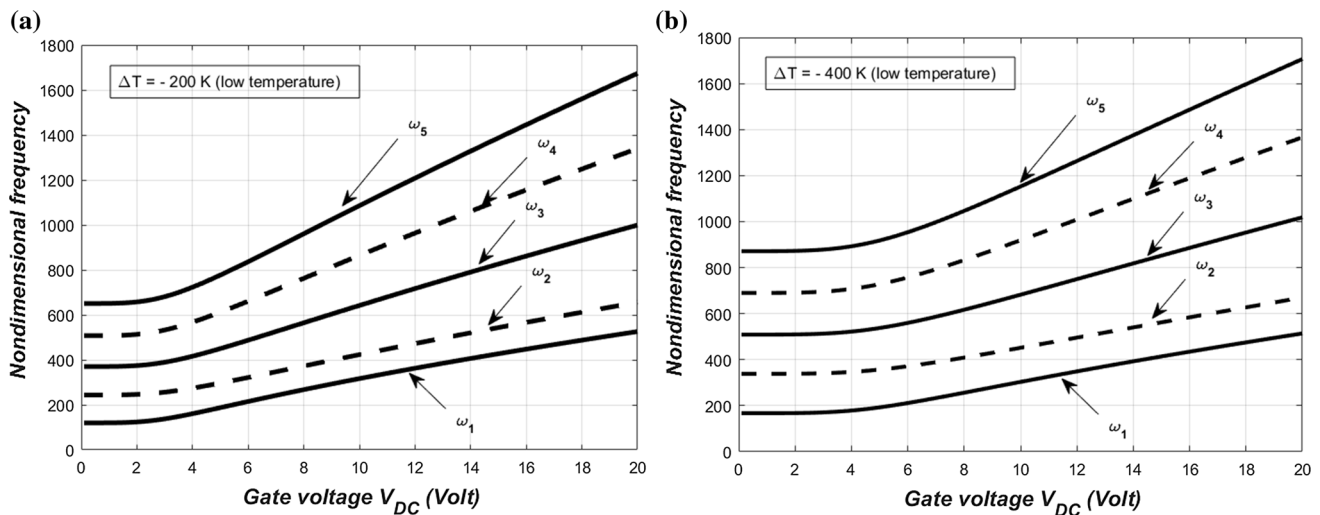 (a)
1800
1600
1400
1200
1000
800
600
400
200
0
0 2 4 6 8 10 12 14 16 18 20
Nondimensional frequency
Gate voltage V_DC (Volt)
ΔT = - 200 K (low temperature)
ω5
ω4
ω3
ω2
ω1
(b)
1800
1600
1400
1200
1000
800
600
400
200
0
0 2 4 6 8 10 12 14 16 18 20
Nondimensional frequency
Gate voltage V_DC (Volt)
ΔT = - 400 K (low temperature)
ω5
ω4
ω3
ω2
ω1